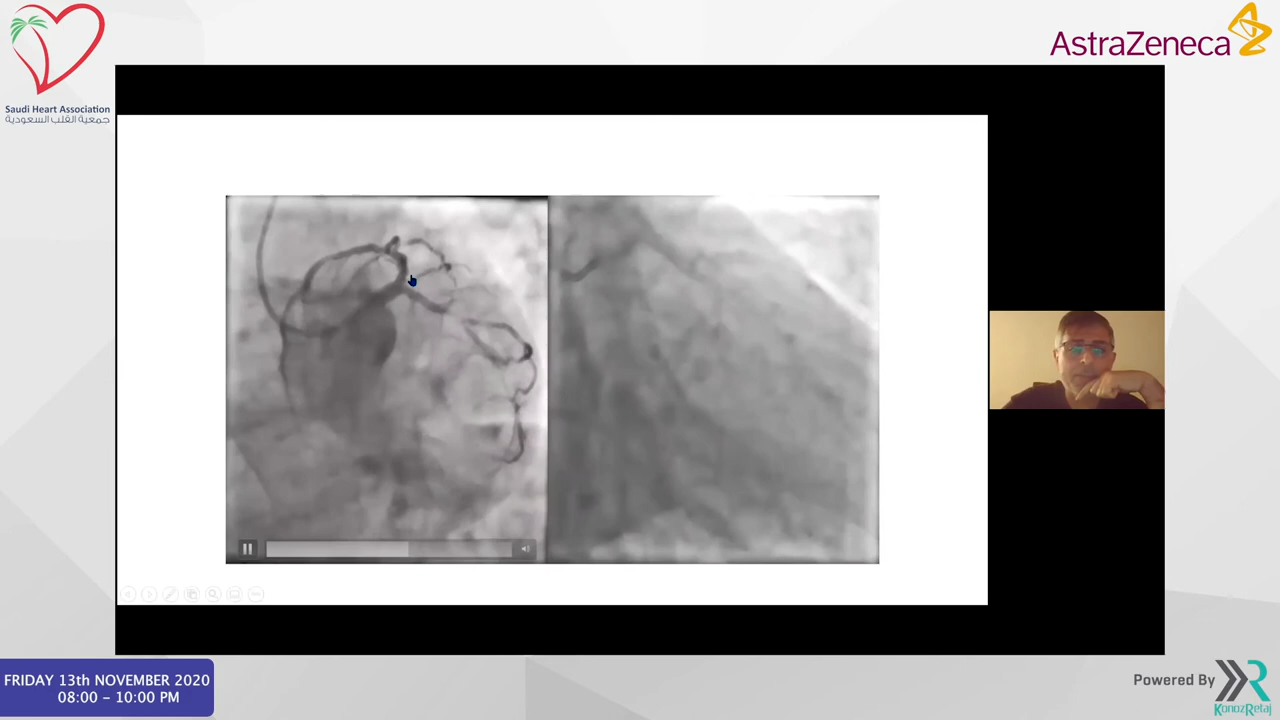 Saudi Heart Association
جمعية القلب السعودية
AstraZeneca
FRIDAY 13th NOVEMBER 2020
08:00 – 10:00 PM
Powered By
KonozRetaj